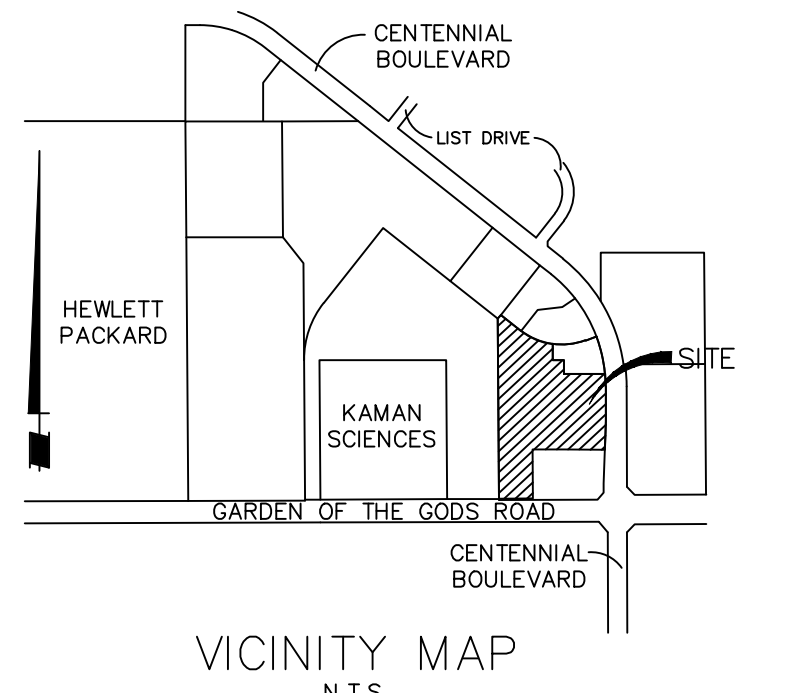 CENTENNIAL
BOULEVARD
LIST DRIVE
HEWLETT
PACKARD
SITE
KAMAN
SCIENCES
GARDEN OF THE GODS ROAD
CENTENNIAL
BOULEVARD
VICINITY MAP
N.T.S.